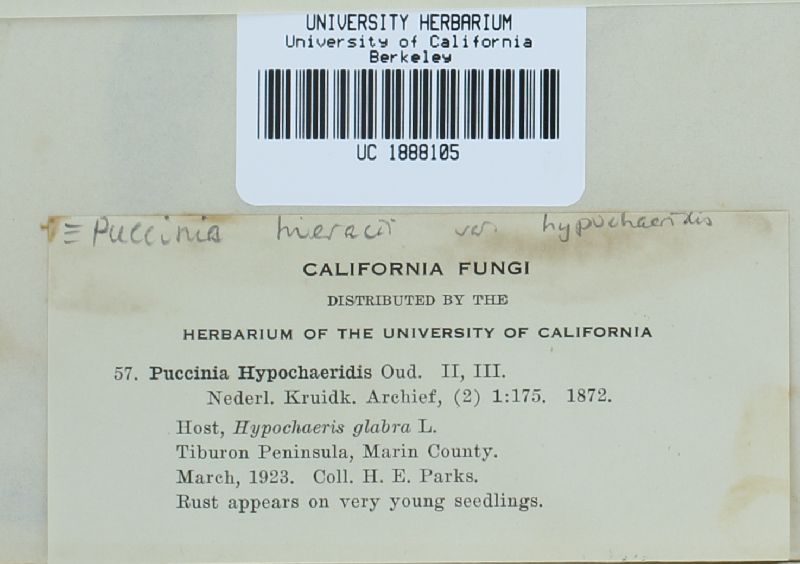 UNIVERSITY HERBARIUM
University of California
Berkeley
UC 1888105
≡ Puccinia hieracii var hypochaeridis
CALIFORNIA FUNGI
DISTRIBUTED BY THE
HERBARIUM OF THE UNIVERSITY OF CALIFORNIA
57. Puccinia Hypochaeridis Oud. II, III.
Nederl. Kruidk. Archief, (2) 1:175. 1872.
Host, Hypochaeris glabra L.
Tiburon Peninsula, Marin County.
March, 1923. Coll. H. E. Parks.
Rust appears on very young seedlings.